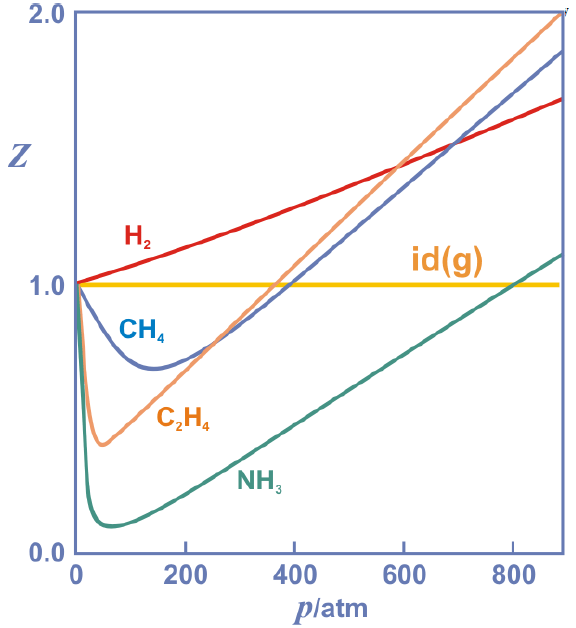 2.0
Z
H₂
id(g)
1.0
CH₄
C₂H₄
NH₃
0.0
0 200 400 600 800
p/atm